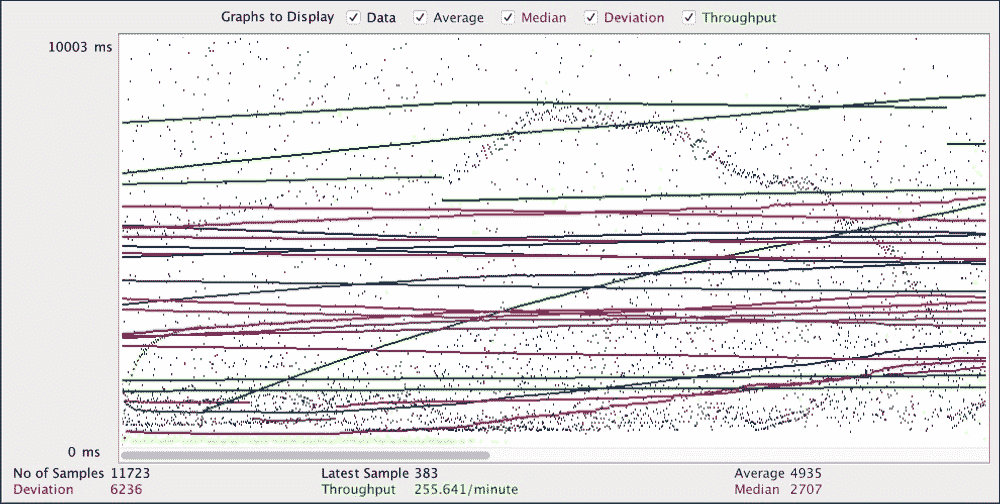 Graphs to Display Data Average Median Deviation Throughput
10003 ms
0 ms
No of Samples 11723 Latest Sample 383 Average 4935
Deviation 6236 Throughput 255.641/minute Median 2707